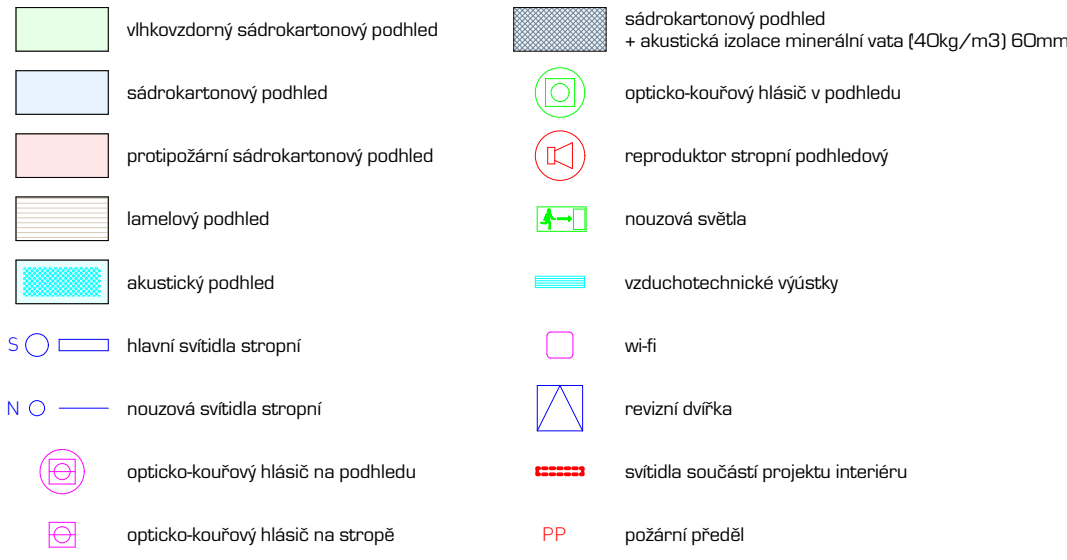 vlhkovzdorný sádrokartonový podhled
sádrokartonový podhled
protipožární sádrokartonový podhled
lamelový podhled
akustický podhled
S hlavní svítidla stropní
N nouzová svítidla stropní
opticko-kouřový hlásič na podhledu
opticko-kouřový hlásič na stropě
sádrokartonový podhled
+ akustická izolace minerální vata ('40kg/m3) 60mm
opticko-kouřový hlásič v podhledu
reproduktor stropní podhledový
nouzová světla
vzduchotechnické výústky
wi-fi
revizní dvířka
svítidla součástí projektu interiéru
PP požární předěl